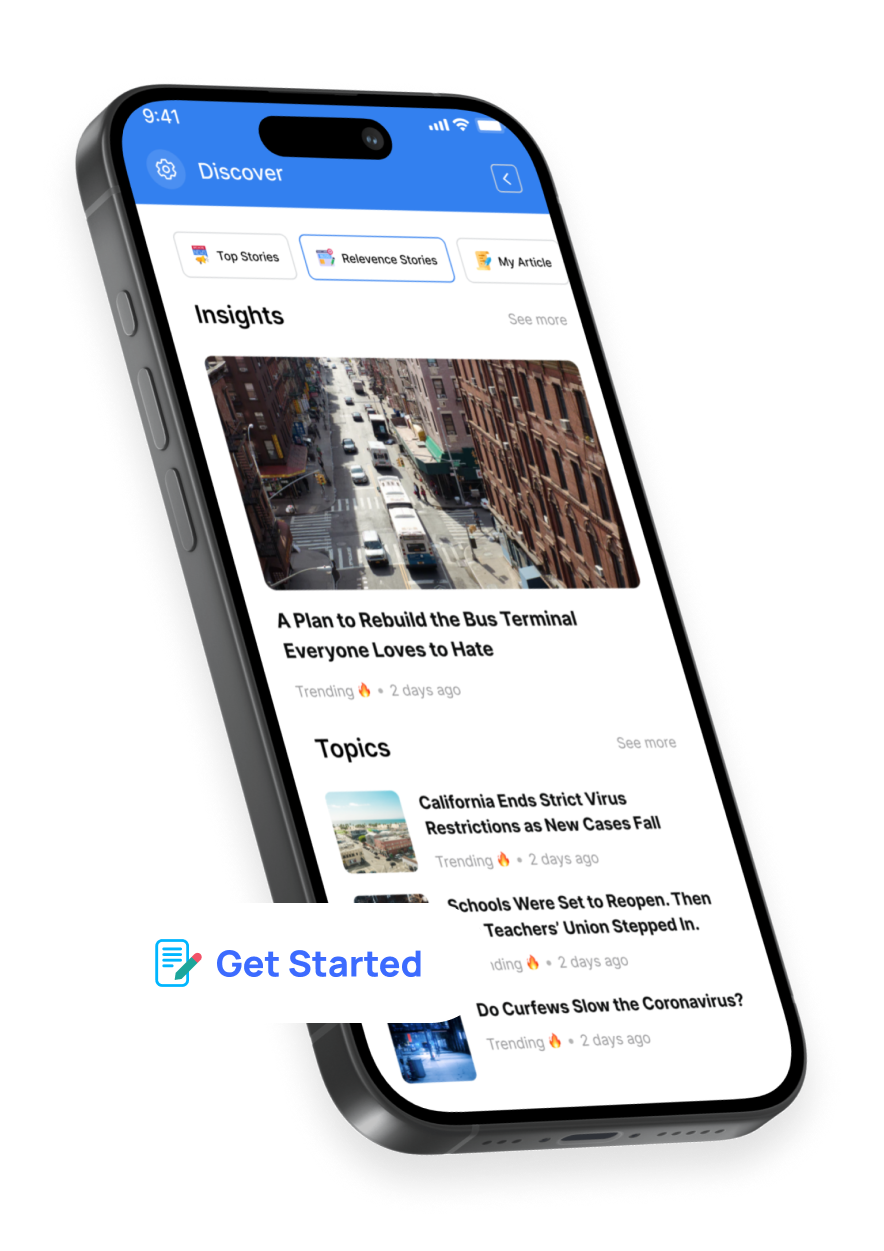 9:41
Discover
Top Stories
Relevence Stories
My Article
Insights
See more
A Plan to Rebuild the Bus Terminal
Everyone Loves to Hate
Trending 🔥 • 2 days ago
Topics
See more
California Ends Strict Virus
Restrictions as New Cases Fall
Trending 🔥 • 2 days ago
Schools Were Set to Reopen. Then
Teachers' Union Stepped In.
nding 🔥 • 2 days ago
Get Started
Do Curfews Slow the Coronavirus?
Trending 🔥 • 2 days ago